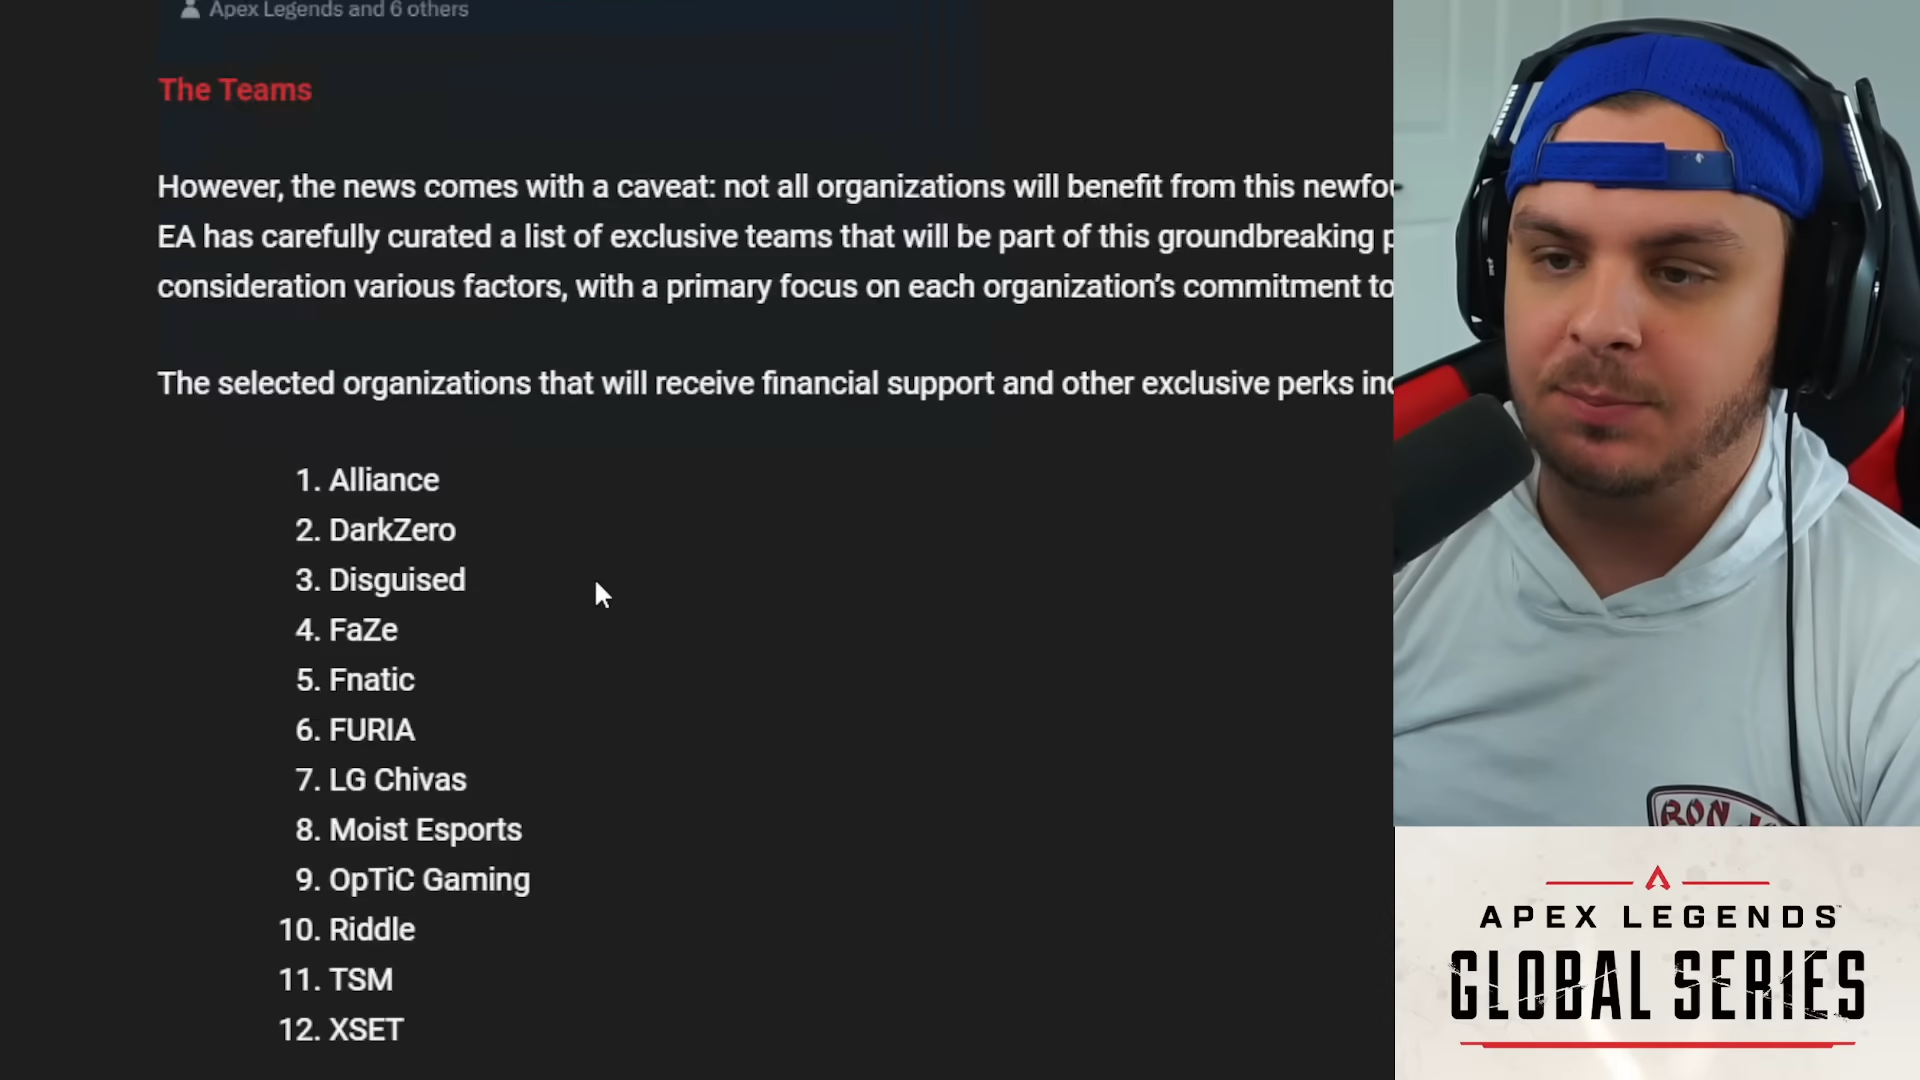 Apex Legends and 6 others
The Teams
However, the news comes with a caveat: not all organizations will benefit from this
EA has carefully curated a list of exclusive teams that will be part of this groundbreaking
consideration various factors, with a primary focus on each organization's commitment to
The selected organizations that will receive financial support and other exclusive perks
1. Alliance
2. DarkZero
3. Disguised
4. FaZe
5. Fnatic
6. FURIA
7. LG Chivas
8. Moist Esports
9. OpTiC Gaming
10. Riddle
11. TSM
12. XSET
RON
APEX LEGENDS™
GLOBAL SERIES